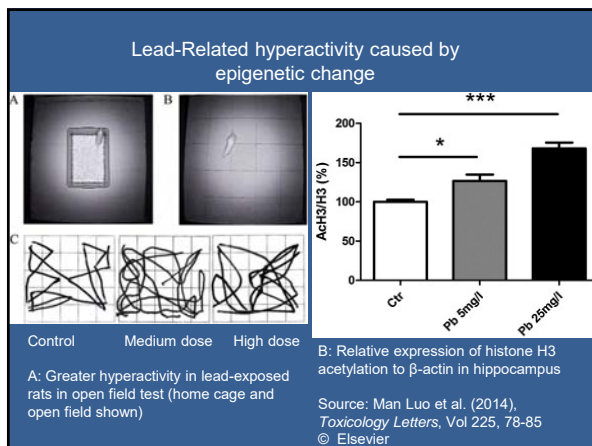 Lead-Related hyperactivity caused by
epigenetic change
A
B
C
Control
Medium dose
High dose
A: Greater hyperactivity in lead-exposed
rats in open field test (home cage and
open field shown)
***
*
200
150
100
50
0
AcH3/H3 (%)
Ctr
Pb 5mg/l
Pb 25mg/l
B: Relative expression of histone H3
acetylation to β-actin in hippocampus
Source: Man Luo et al. (2014),
Toxicology Letters, Vol 225, 78-85
© Elsevier